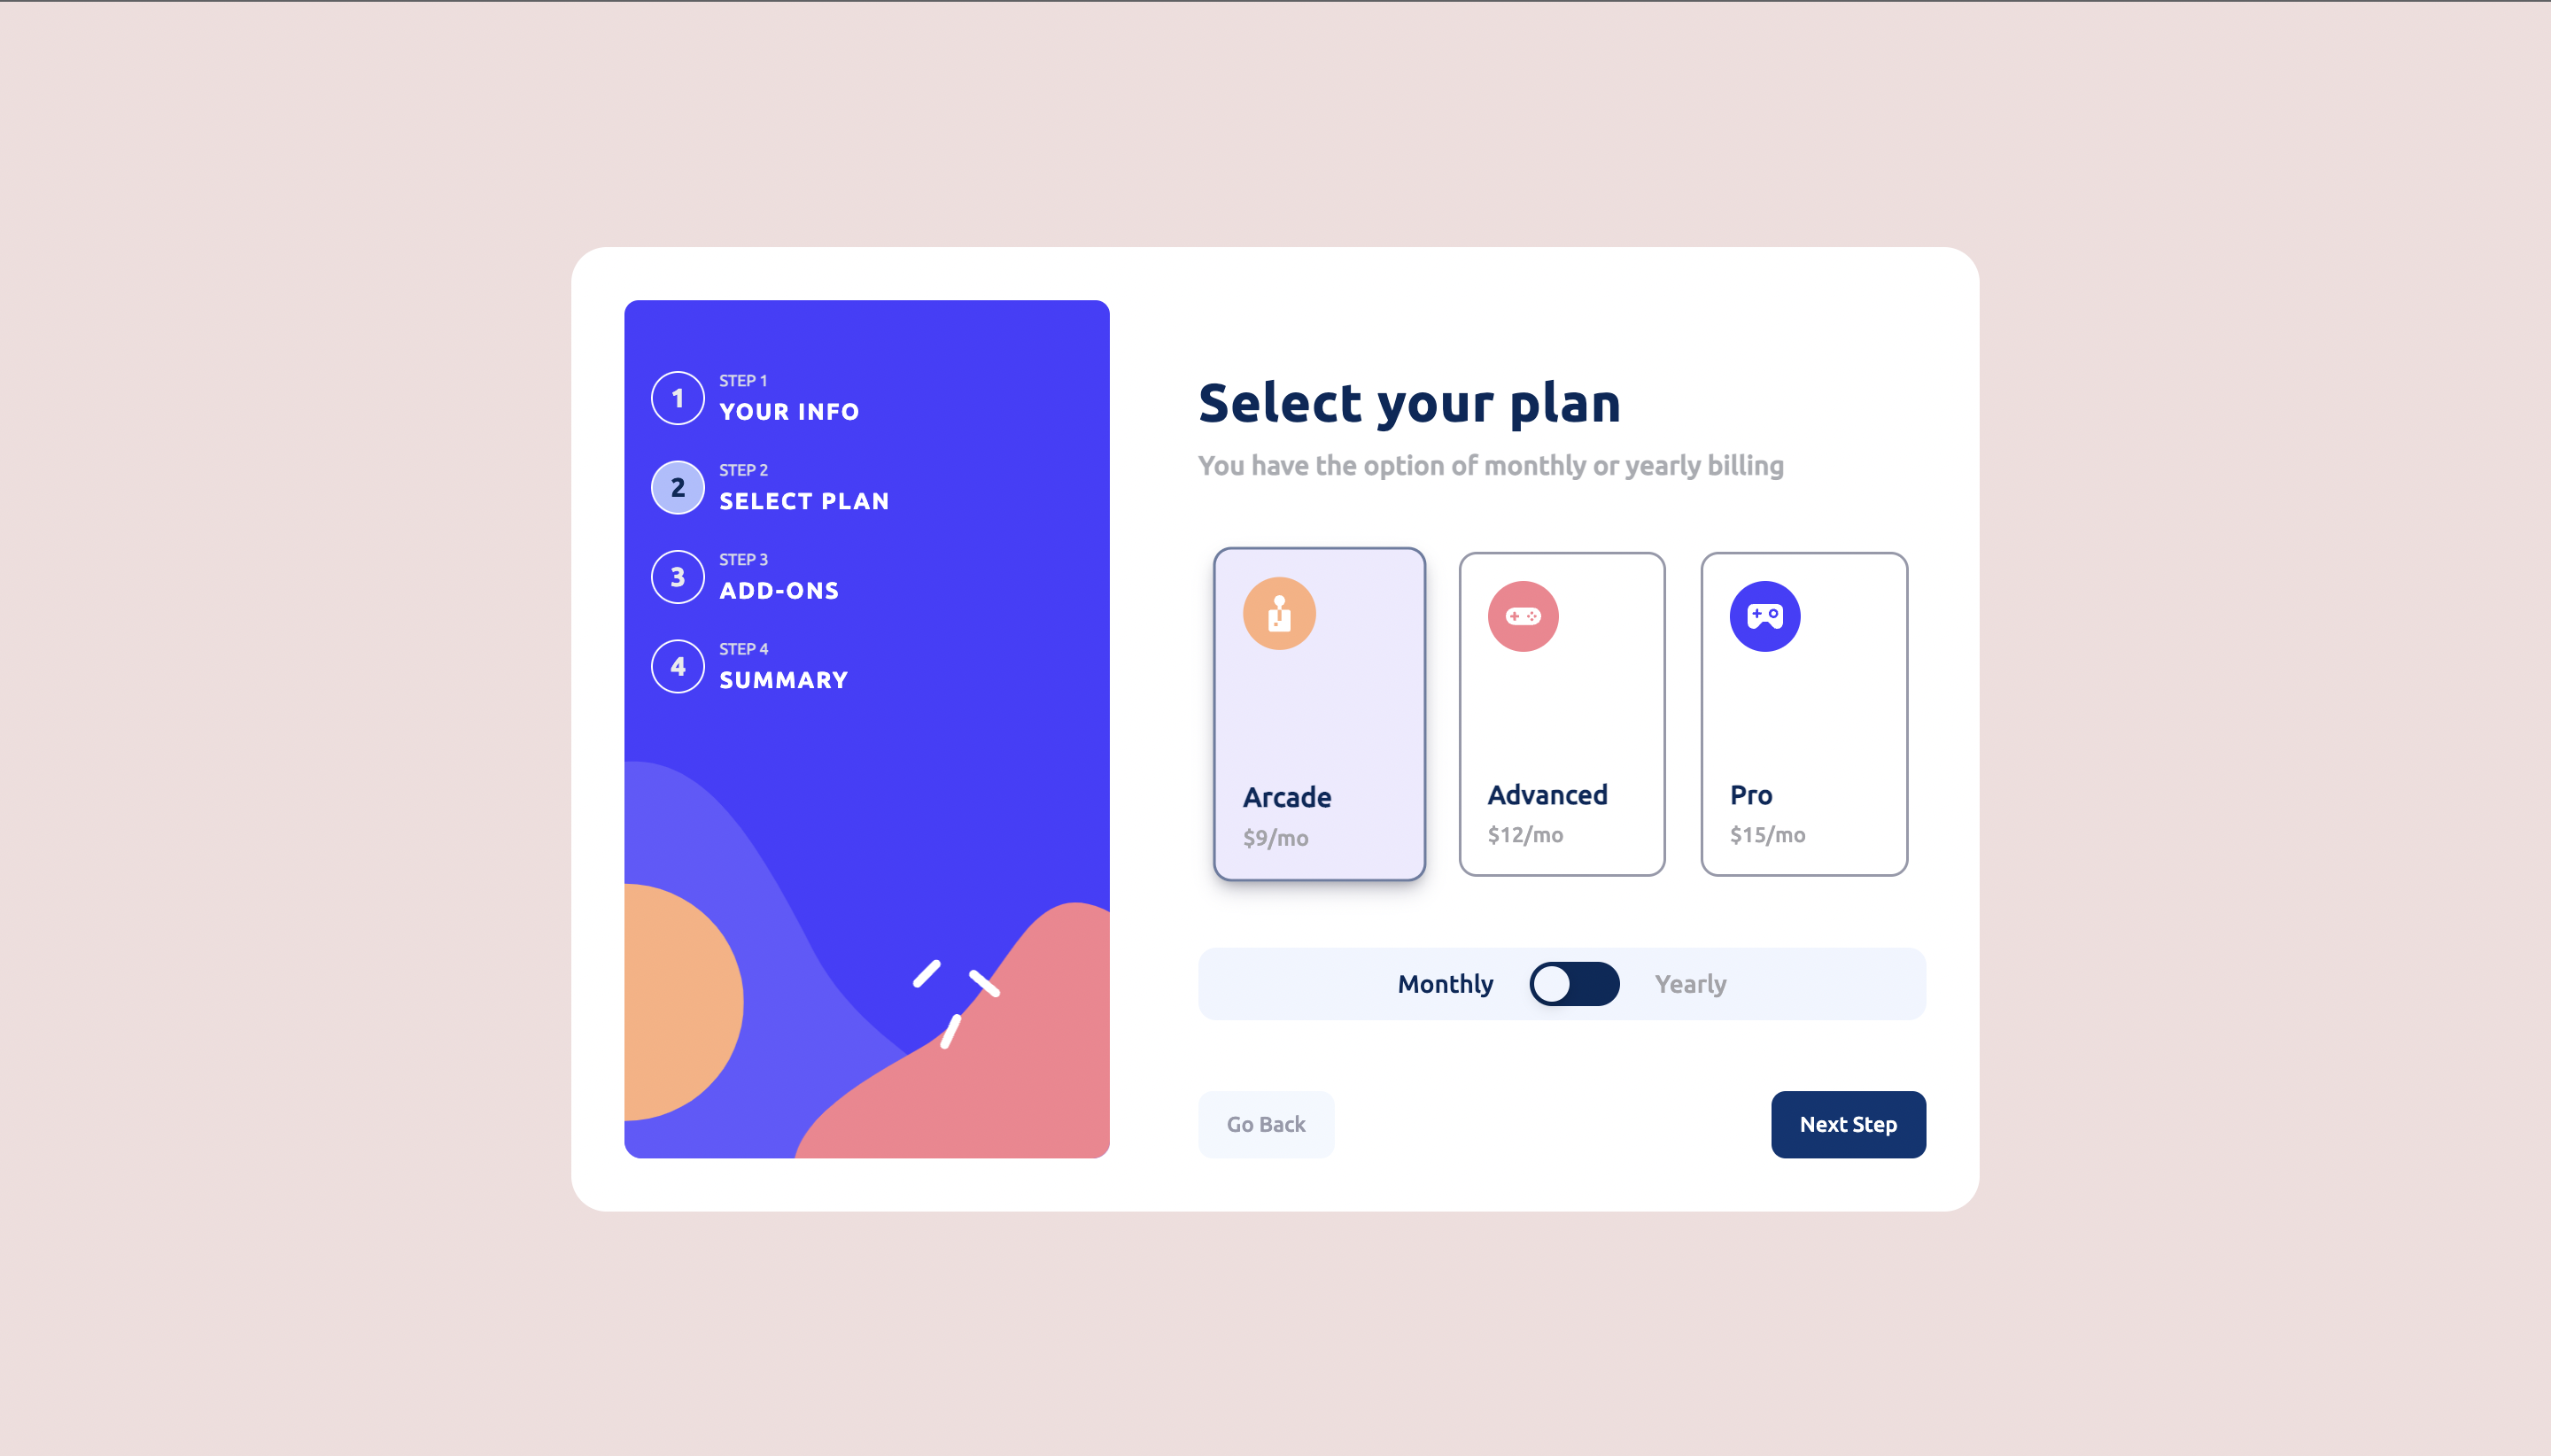 1
STEP 1
YOUR INFO
2
STEP 2
SELECT PLAN
3
STEP 3
ADD-ONS
4
STEP 4
SUMMARY
Select your plan
You have the option of monthly or yearly billing
Arcade
$9/mo
Advanced
$12/mo
Pro
$15/mo
Monthly
Yearly
Go Back
Next Step